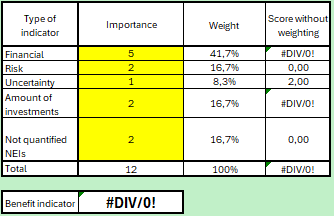 Type of indicator Importance Weight Score without weighting
Financial 5 41,7% #DIV/0!
Risk 2 16,7% 0,00
Uncertainty 1 8,3% 2,00
Amount of investments 2 16,7% #DIV/0!
Not quantified NEIs 2 16,7% 0,00
Total 12 100% #DIV/0!
Benefit indicator #DIV/0!